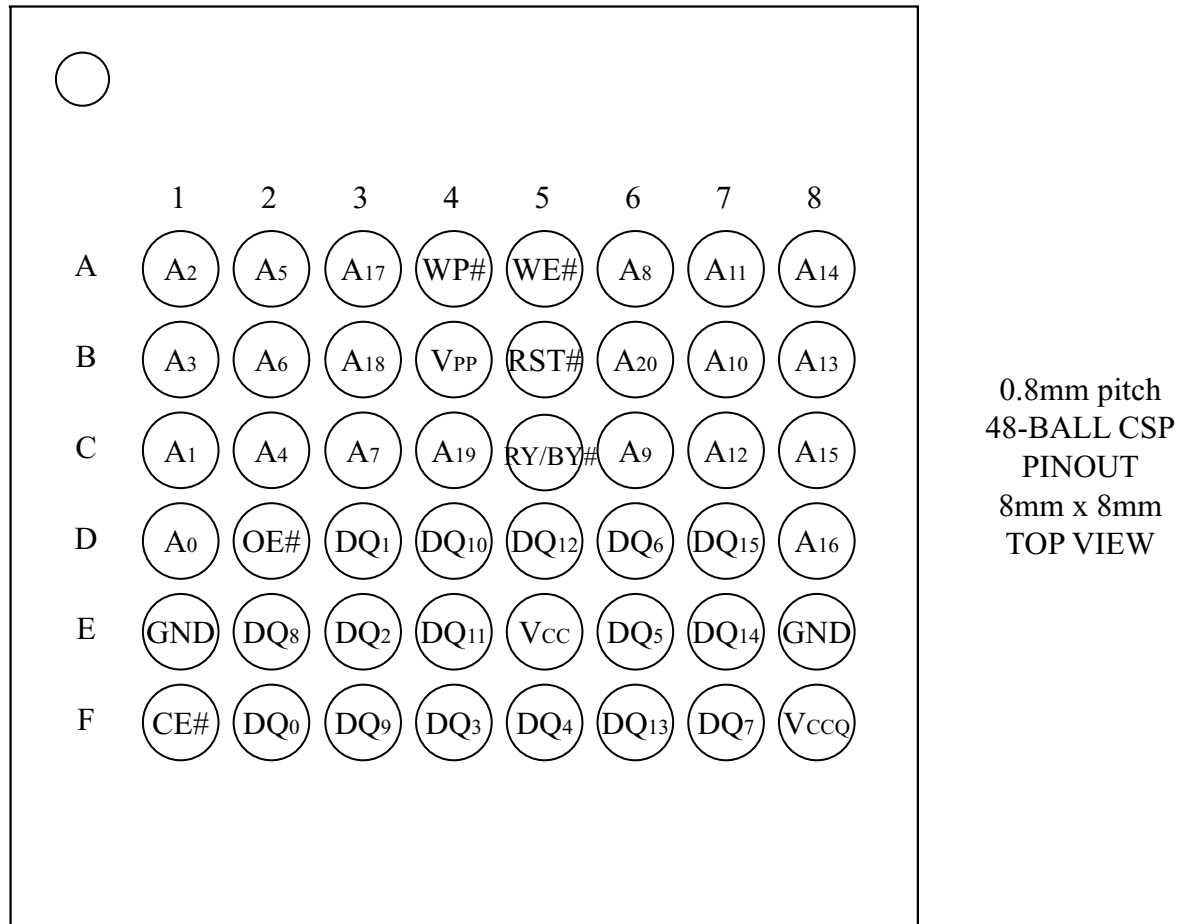 1 2 3 4 5 6 7 8
A A2 A5 A17 WP# WE# A8 A11 A14
B A3 A6 A18 VPP RST# A20 A10 A13
C A1 A4 A7 A19 RY/BY# A9 A12 A15
D A0 OE# DQ1 DQ10 DQ12 DQ6 DQ15 A16
E GND DQ8 DQ2 DQ11 VCC DQ5 DQ14 GND
F CE# DQ0 DQ9 DQ3 DQ4 DQ13 DQ7 VCCQ
0.8mm pitch
48-BALL CSP
PINOUT
8mm x 8mm
TOP VIEW